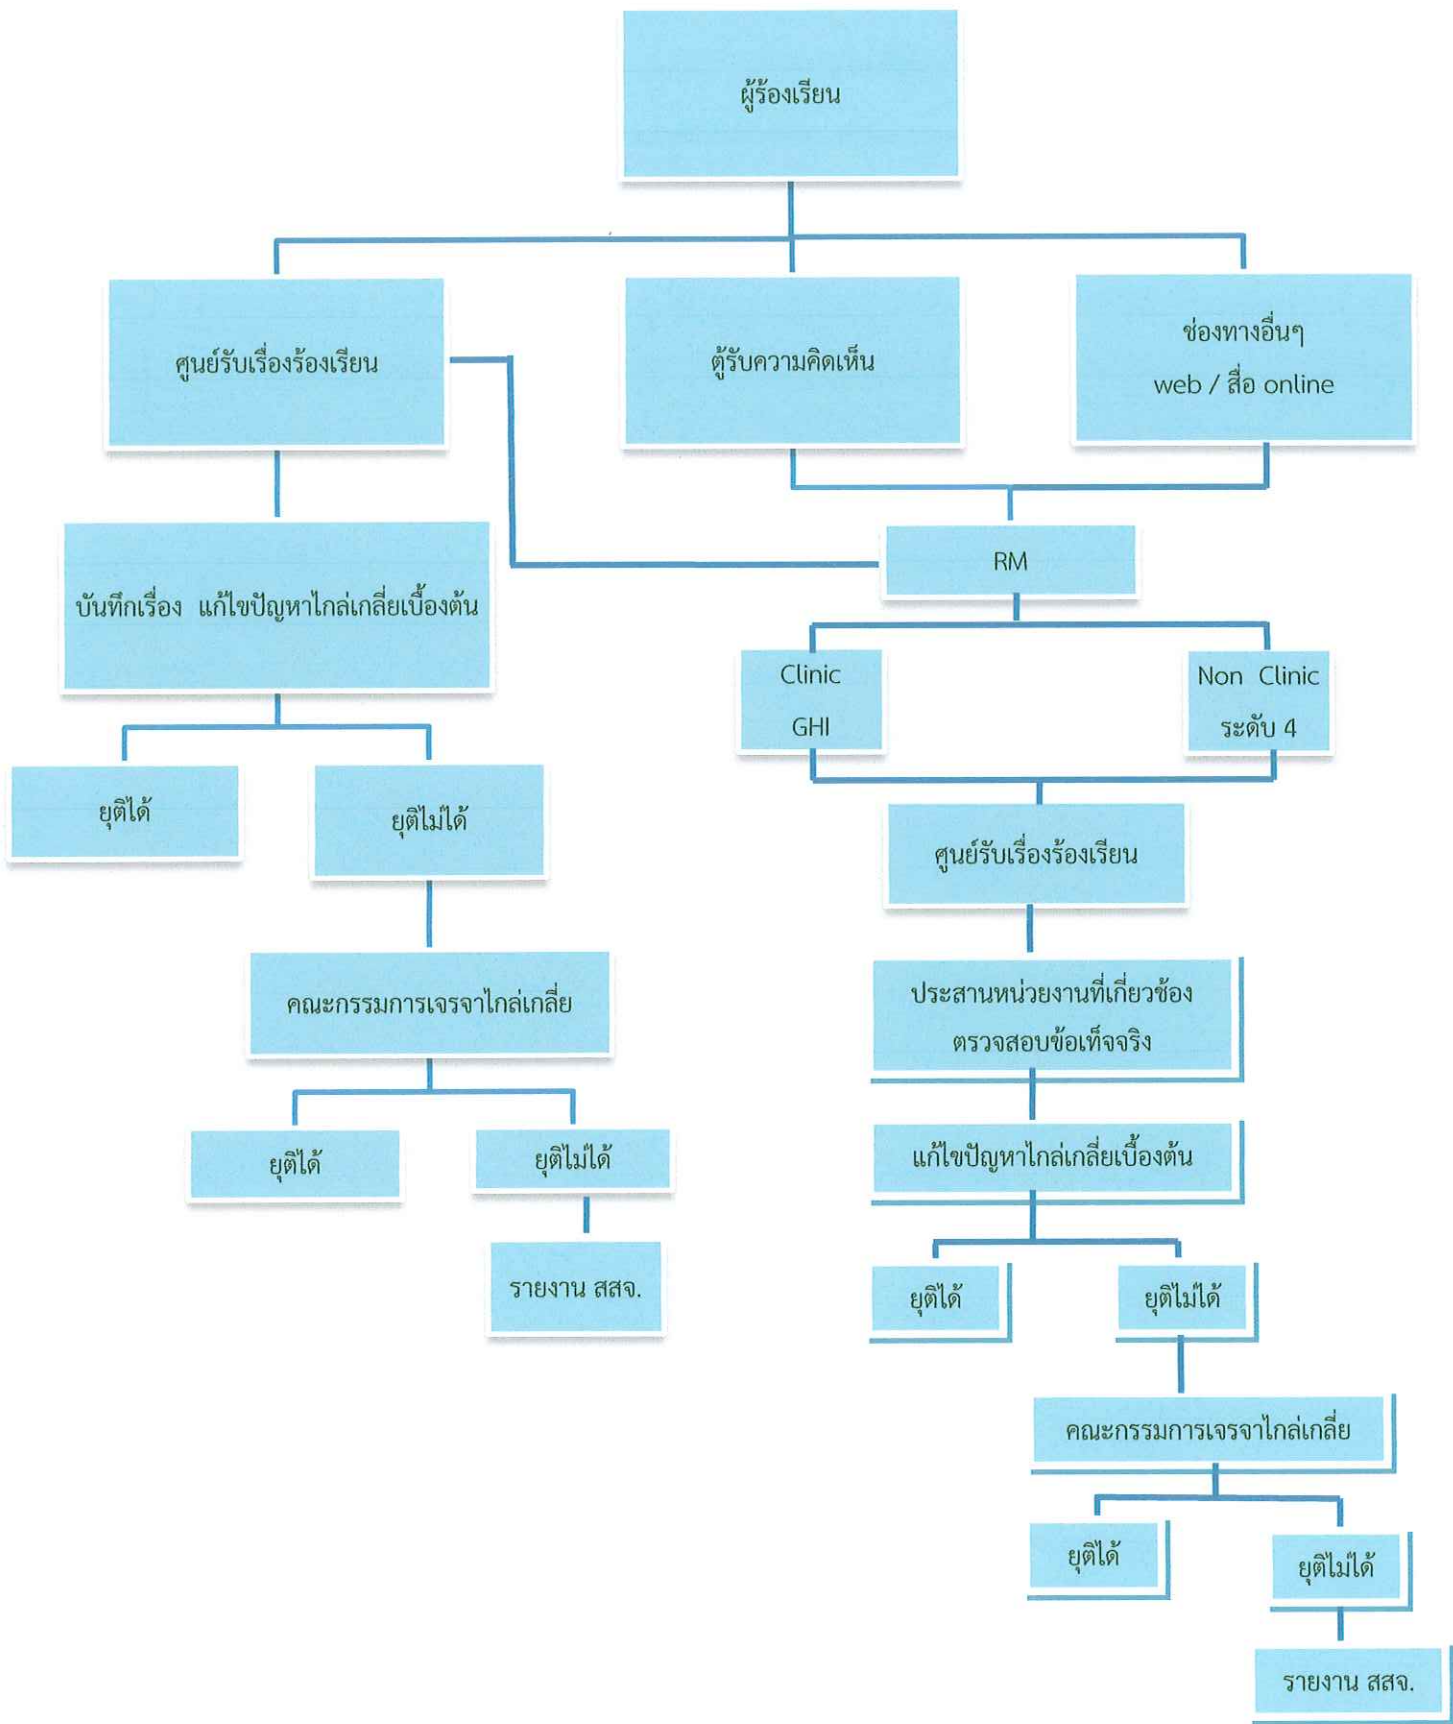 ผู้ร้องเรียน
ศูนย์รับเรื่องร้องเรียน
ตู้รับความคิดเห็น
ช่องทางอื่นๆ
web / สื่อ online
บันทึกเรื่อง แก้ไขปัญหาไกล่เกลี่ยเบื้องต้น
RM
Clinic
GHI
Non Clinic
ระดับ 4
ยุติได้
ยุติไม่ได้
ศูนย์รับเรื่องร้องเรียน
คณะกรรมการเจรจาไกล่เกลี่ย
ประสานหน่วยงานที่เกี่ยวช้อง
ตรวจสอบข้อเท็จจริง
ยุติได้
ยุติไม่ได้
แก้ไขปัญหาไกล่เกลี่ยเบื้องต้น
รายงาน สสจ.
ยุติได้
ยุติไม่ได้
คณะกรรมการเจรจาไกล่เกลี่ย
ยุติได้
ยุติไม่ได้
รายงาน สสจ.